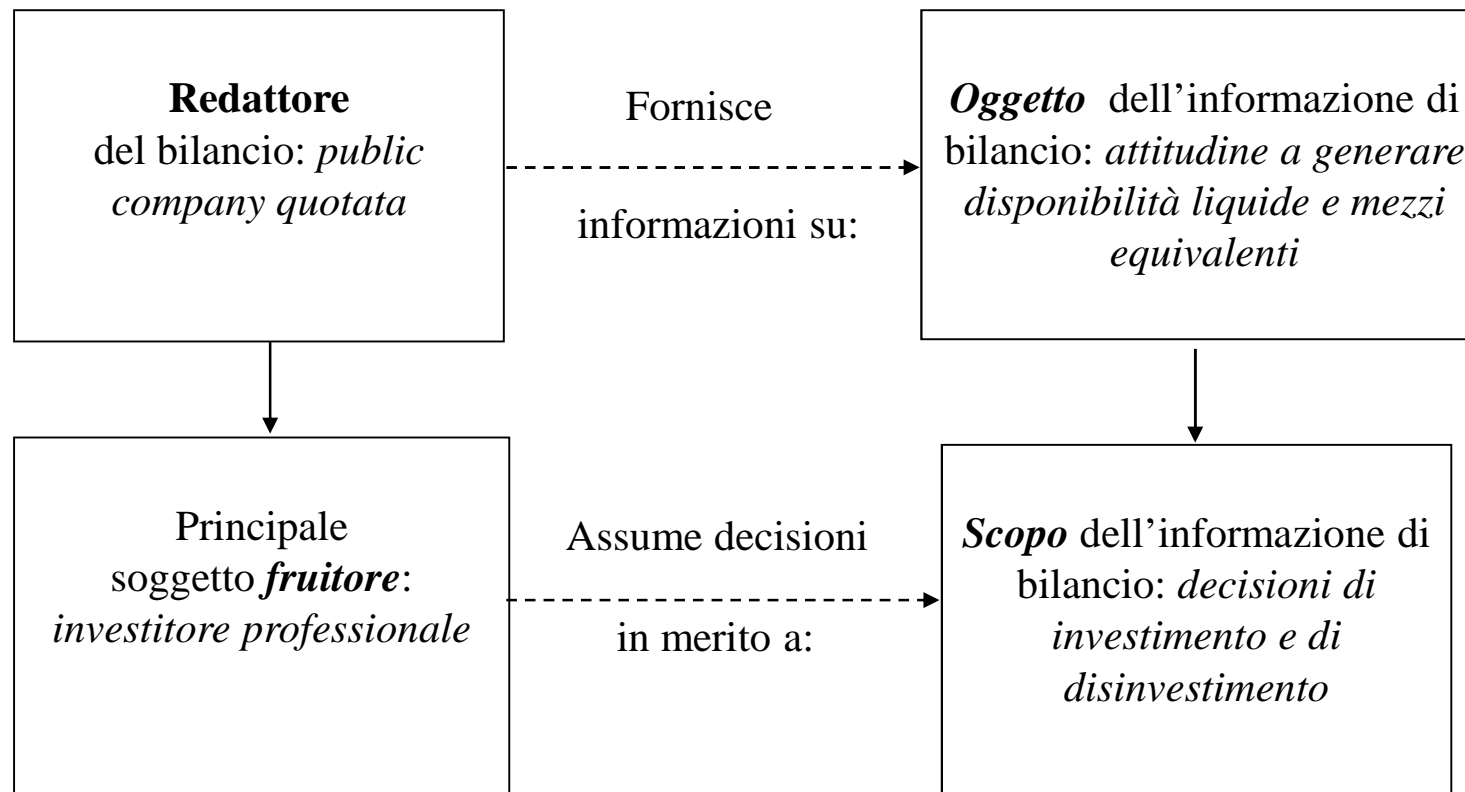 Redattore
del bilancio: public
company quotata
Fornisce
informazioni su:
Oggetto dell’informazione di
bilancio: attitudine a generare
disponibilità liquide e mezzi
equivalenti
Principale
soggetto fruitore:
investitore professionale
Assume decisioni
in merito a:
Scopo dell’informazione di
bilancio: decisioni di
investimento e di
disinvestimento